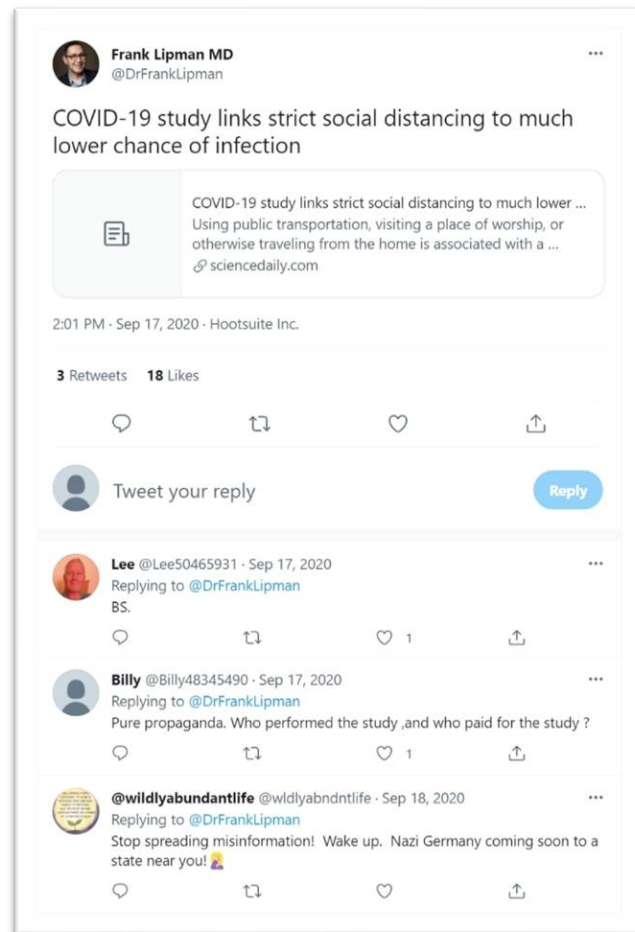 Frank Lipman MD
@DrFrankLipman
COVID-19 study links strict social distancing to much
lower chance of infection
COVID-19 study links strict social distancing to much lower ...
Using public transportation, visiting a place of worship, or
otherwise traveling from the home is associated with a ...
sciencedaily.com
2:01 PM · Sep 17, 2020 · Hootsuite Inc.
3 Retweets 18 Likes
Tweet your reply
Reply
Lee @Lee50465931 · Sep 17, 2020
Replying to @DrFrankLipman
BS.
1
Billy @Billy48345490 · Sep 17, 2020
Replying to @DrFrankLipman
Pure propaganda. Who performed the study ,and who paid for the study ?
1
@wildlyabundantlife @wldlyabndntlife · Sep 18, 2020
Replying to @DrFrankLipman
Stop spreading misinformation! Wake up. Nazi Germany coming soon to a
state near you!🤦‍♀️